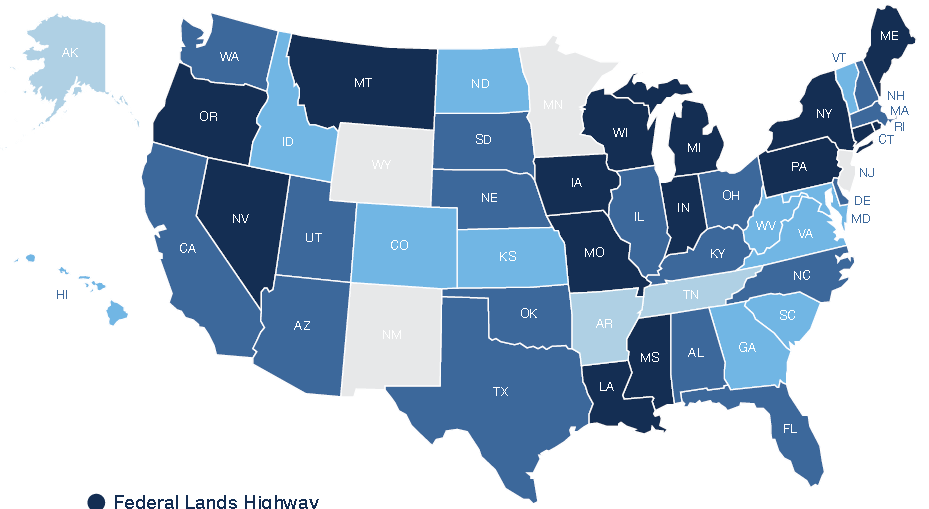 AK
WA
MT
ND
MN
VT
ME
OR
ID
SD
WI
MI
NY
NH
MA
RI
CT
WY
IA
PA
NJ
NE
IL
IN
OH
DE
NV
UT
CO
KS
MO
WV
VA
MD
CA
KY
NC
HI
AZ
NM
OK
AR
TN
SC
MS
AL
GA
TX
LA
FL
Federal Lands Highway